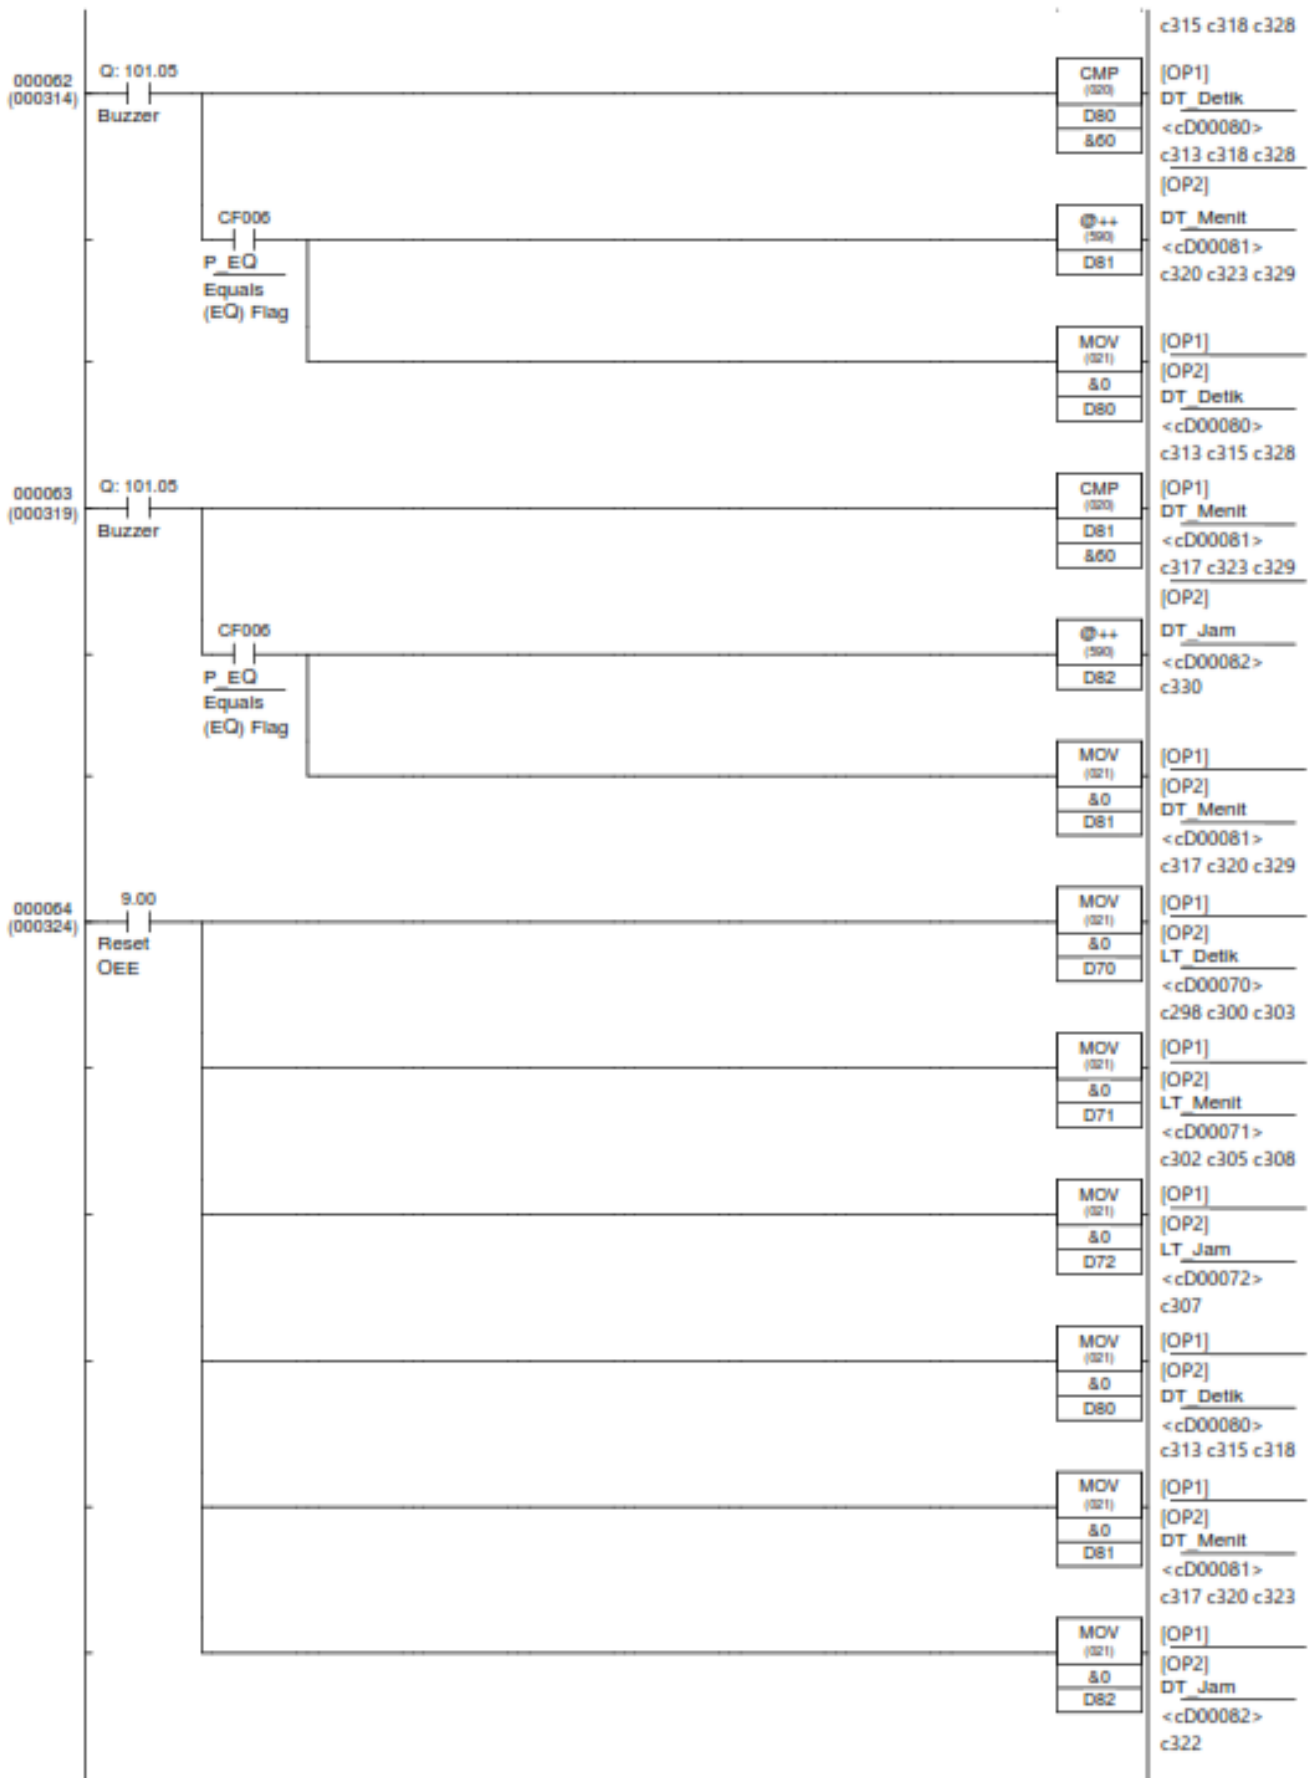 c315 c318 c328
000062
(000314)
Q: 101.05
Buzzer
CMP
(020)
D80
&60
[OP1]
DT_Detik
<cD00080>
c313 c318 c328
[OP2]
CF006
P_EQ
Equals
(EQ) Flag
@++
(590)
D81
DT_Menit
<cD00081>
c320 c323 c329
MOV
(021)
&0
D80
[OP1]
[OP2]
DT_Detik
<cD00080>
c313 c315 c328
000063
(000319)
Q: 101.05
Buzzer
CMP
(020)
D81
&60
[OP1]
DT_Menit
<cD00081>
c317 c323 c329
[OP2]
CF006
P_EQ
Equals
(EQ) Flag
@++
(590)
D82
DT_Jam
<cD00082>
c330
MOV
(021)
&0
D81
[OP1]
[OP2]
DT_Menit
<cD00081>
c317 c320 c329
000064
(000324)
9.00
Reset
OEE
MOV
(021)
&0
D70
[OP1]
[OP2]
LT_Detik
<cD00070>
c298 c300 c303
MOV
(021)
&0
D71
[OP1]
[OP2]
LT_Menit
<cD00071>
c302 c305 c308
MOV
(021)
&0
D72
[OP1]
[OP2]
LT_Jam
<cD00072>
c307
MOV
(021)
&0
D80
[OP1]
[OP2]
DT_Detik
<cD00080>
c313 c315 c318
MOV
(021)
&0
D81
[OP1]
[OP2]
DT_Menit
<cD00081>
c317 c320 c323
MOV
(021)
&0
D82
[OP1]
[OP2]
DT_Jam
<cD00082>
c322